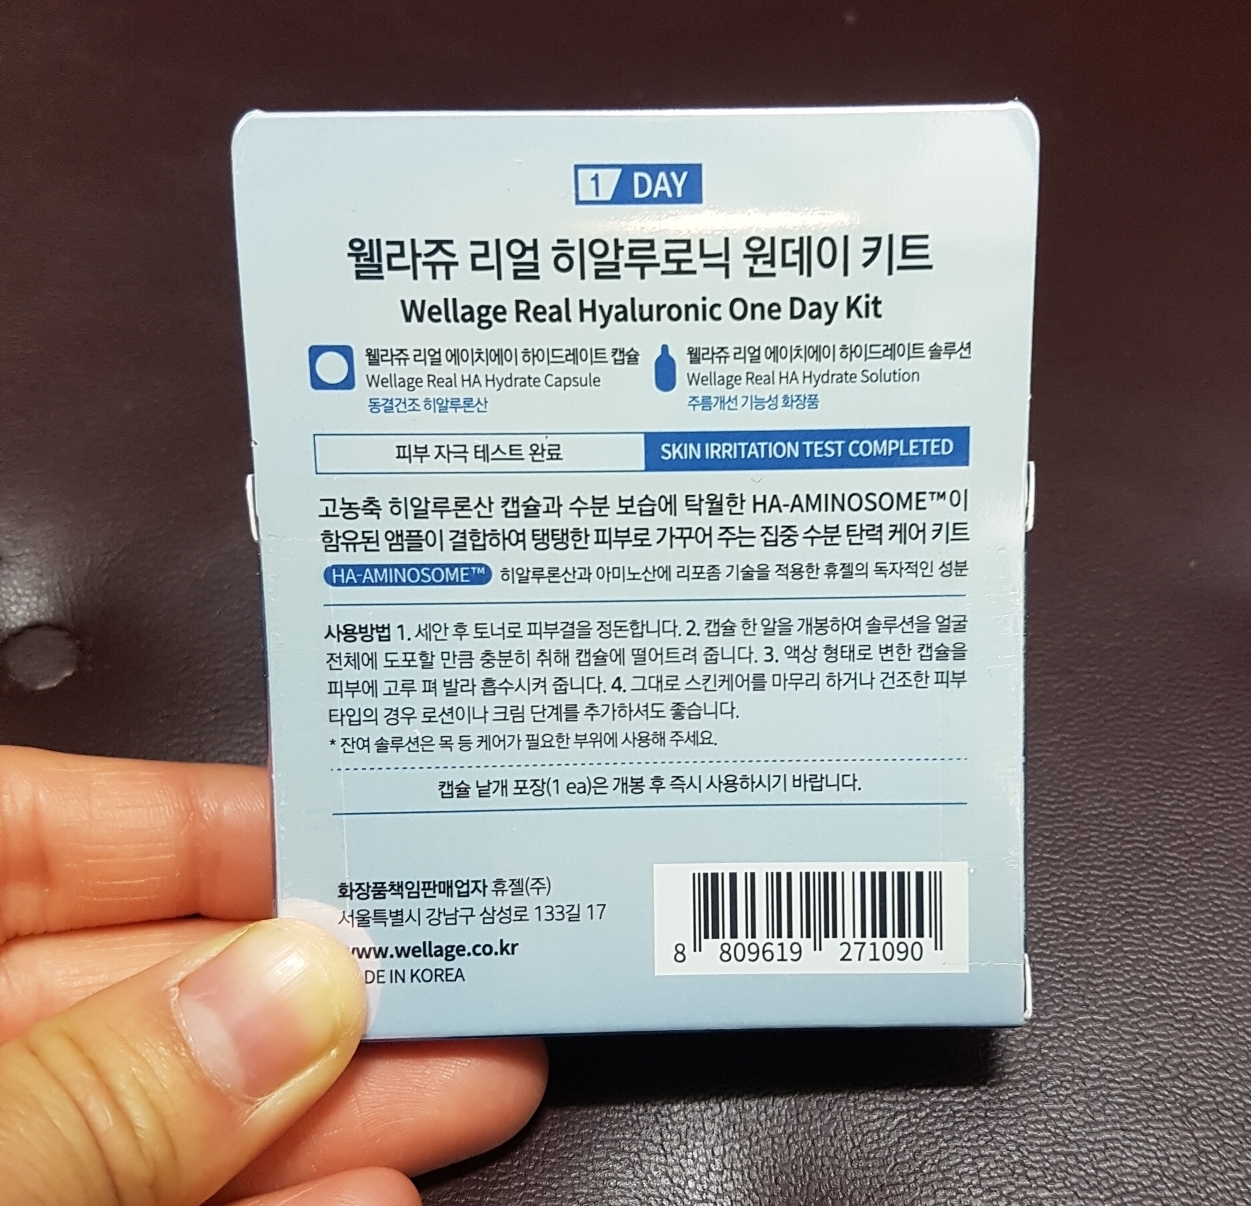 1 DAY
웰라쥬 리얼 히알루로닉 원데이 키트
Wellage Real Hyaluronic One Day Kit
웰라쥬 리얼 에이치에이 하이드레이트 캡슐
Wellage Real HA Hydrate Capsule
동결건조 히알루론산
웰라쥬 리얼 에이치에이 하이드레이트 솔루션
Wellage Real HA Hydrate Solution
주름개선 기능성 화장품
피부 자극 테스트 완료
SKIN IRRITATION TEST COMPLETED
고농축 히알루론산 캡슐과 수분 보습에 탁월한 HA-AMINOSOME™이
함유된 앰플이 결합하여 탱탱한 피부로 가꾸어 주는 집중 수분 탄력 케어 키트
HA-AMINOSOME™ 히알루론산과 아미노산에 리포좀 기술을 적용한 휴젤의 독자적인 성분
사용방법 1. 세안 후 토너로 피부결을 정돈합니다. 2. 캡슐 한 알을 개봉하여 솔루션을 얼굴
전체에 도포할 만큼 충분히 취해 캡슐에 떨어트려 줍니다. 3. 액상 형태로 변한 캡슐을
피부에 고루 펴 발라 흡수시켜 줍니다. 4. 그대로 스킨케어를 마무리 하거나 건조한 피부
타입의 경우 로션이나 크림 단계를 추가하셔도 좋습니다.
* 잔여 솔루션은 목 등 케어가 필요한 부위에 사용해 주세요.
캡슐 낱개 포장(1 ea)은 개봉 후 즉시 사용하시기 바랍니다.
화장품책임판매업자 휴젤(주)
서울특별시 강남구 삼성로 133길 17
www.wellage.co.kr
DE IN KOREA
8 809619 271090